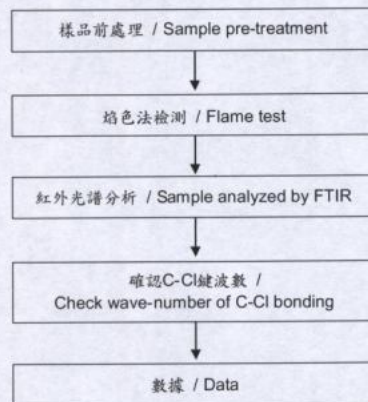 樣品前處理 / Sample pre-treatment
焰色法檢測 / Flame test
紅外光譜分析 / Sample analyzed by FTIR
確認C-Cl鍵波數 /
Check wave-number of C-Cl bonding
數據 / Data